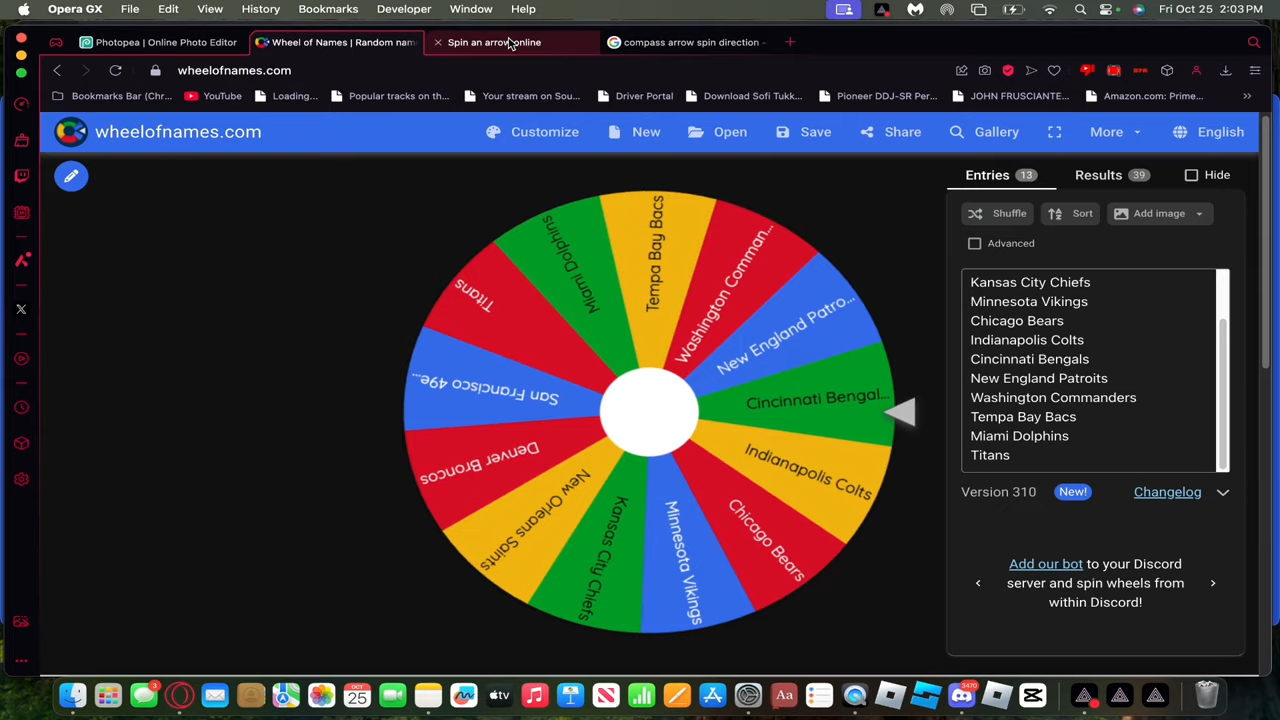 Opera GX File Edit View History Bookmarks Developer Window Help Fri Oct 25 2:03 PM
Photopea | Online Photo Editor Wheel of Names | Random nam Spin an arrow online compass arrow spin direction -
wheelofnames.com
Bookmarks Bar (Chr... YouTube Loading... Popular tracks on th... Your stream on Sou... Driver Portal Download Sofi Tukk... Pioneer DDJ-SR Per... JOHN FRUSCIANTE... Amazon.com: Prime...
wheelofnames.com Customize New Open Save Share Gallery More English
Entries 13 Results 39 Hide
Shuffle Sort Add image
Advanced
Kansas City Chiefs
Minnesota Vikings
Chicago Bears
Indianapolis Colts
Cincinnati Bengals
New England Patroits
Washington Commanders
Tempa Bay Bacs
Miami Dolphins
Titans
Version 310 New! Changelog
Add our bot to your Discord
server and spin wheels from
within Discord!
Tempa Bay Bacs
Washington Comman...
New England Patro...
Cincinnati Bengal...
Indianapolis Colts
Chicago Bears
Minnesota Vikings
Kansas City Chiefs
New Orleans Saints
Denver Broncos
San Francisco 49e...
Titans
Miami Dolphins
OCT
25
3
tv
Aa
3470